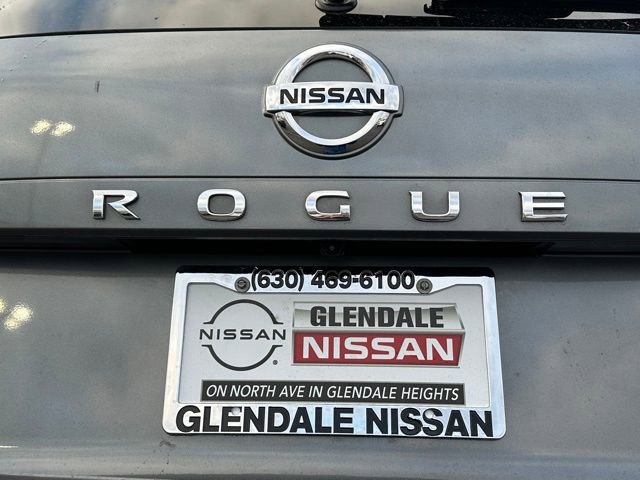 NISSAN
ROGUE
(630) 469-6100
NISSAN
GLENDALE
NISSAN
ON NORTH AVE IN GLENDALE HEIGHTS
GLENDALE NISSAN